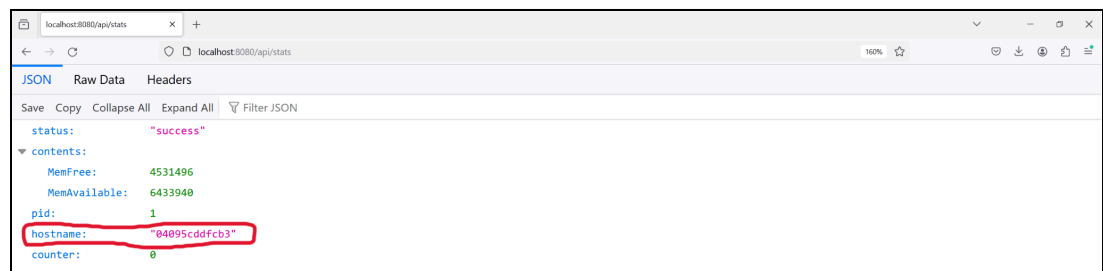 localhost:8080/api/stats
localhost:8080/api/stats 160%
JSON Raw Data Headers
Save Copy Collapse All Expand All Filter JSON
status: "success"
contents:
MemFree: 4531496
MemAvailable: 6433940
pid: 1
hostname: "04095cddfcb3"
counter: 0